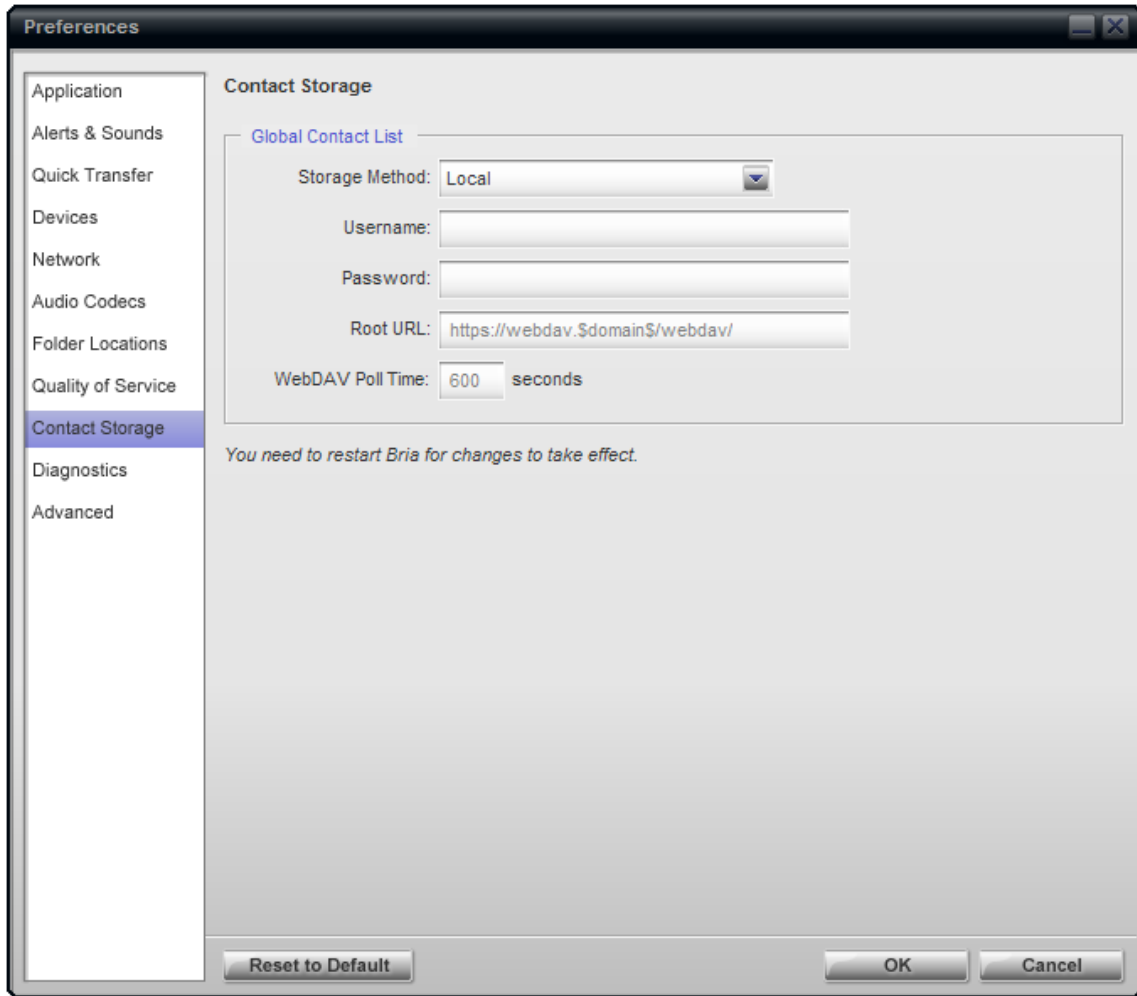 Preferences
Application
Alerts & Sounds
Quick Transfer
Devices
Network
Audio Codecs
Folder Locations
Quality of Service
Contact Storage
Diagnostics
Advanced
Contact Storage
Global Contact List
Storage Method: Local
Username:
Password:
Root URL: https://webdav.$domain$/webdav/
WebDAV Poll Time: 600 seconds
You need to restart Bria for changes to take effect.
Reset to Default OK Cancel